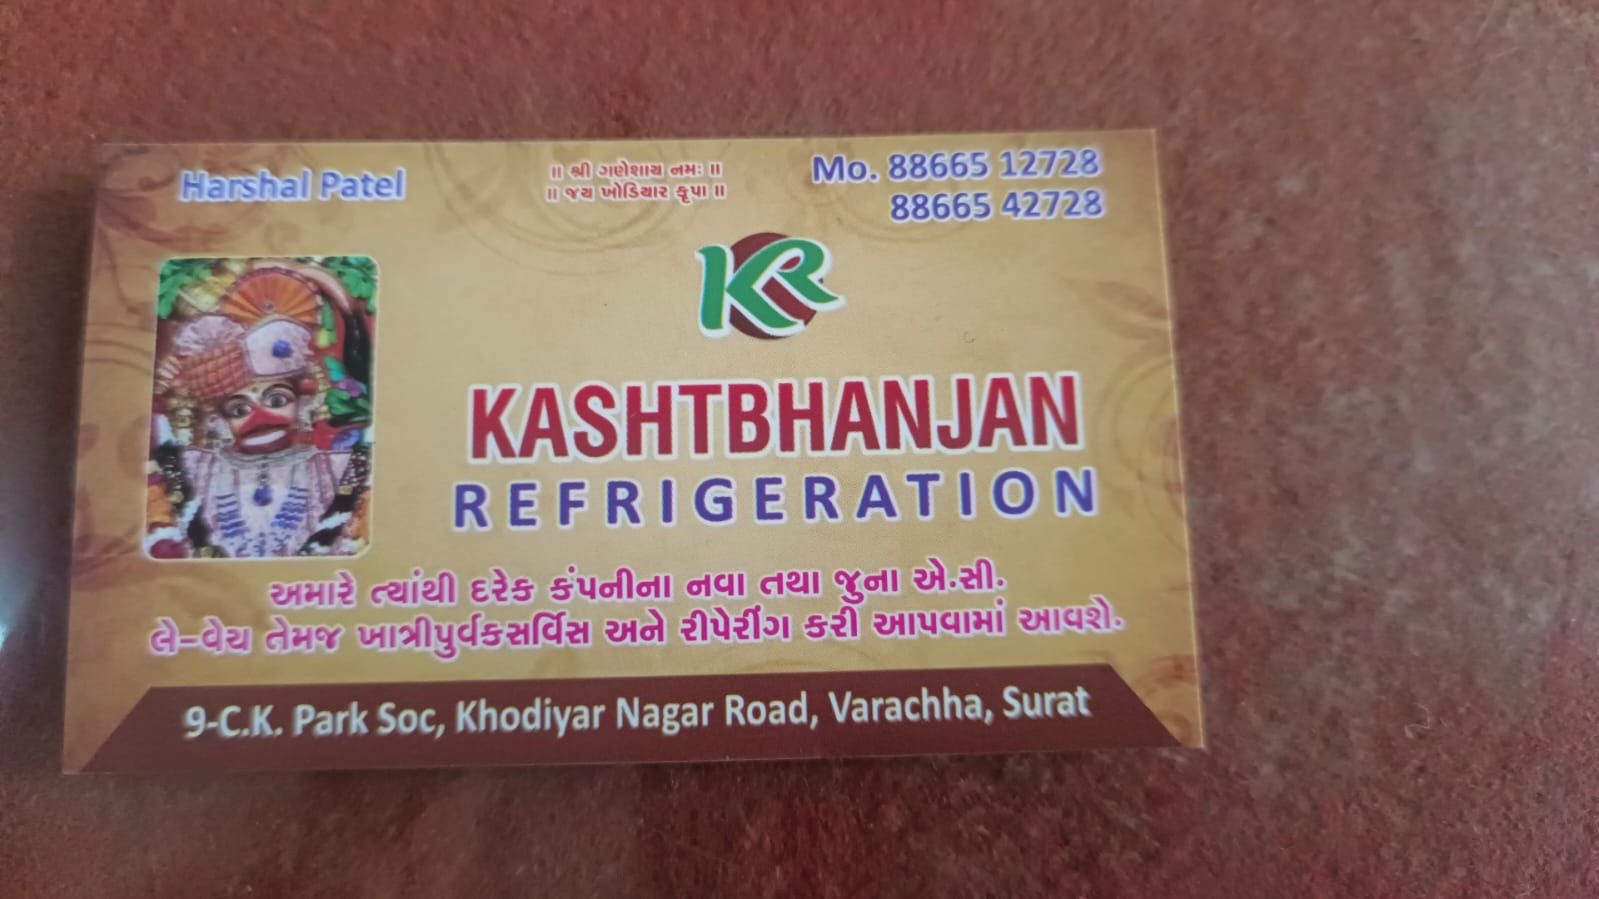 Harshal Patel
॥ શ્રી ગણેશાય નમઃ ॥
॥ જય ખોડિયાર કૃપા ॥
Mo. 88665 12728
88665 42728
KR
KASHTBHANJAN
REFRIGERATION
અમારે ત્યાંથી દરેક કંપનીના નવા તથા જુના એ.સી.
લે-વેચ તેમજ ખાત્રીપુર્વકસર્વિસ અને રીપેરીંગ કરી આપવામાં આવશે.
9-C.K. Park Soc, Khodiyar Nagar Road, Varachha, Surat